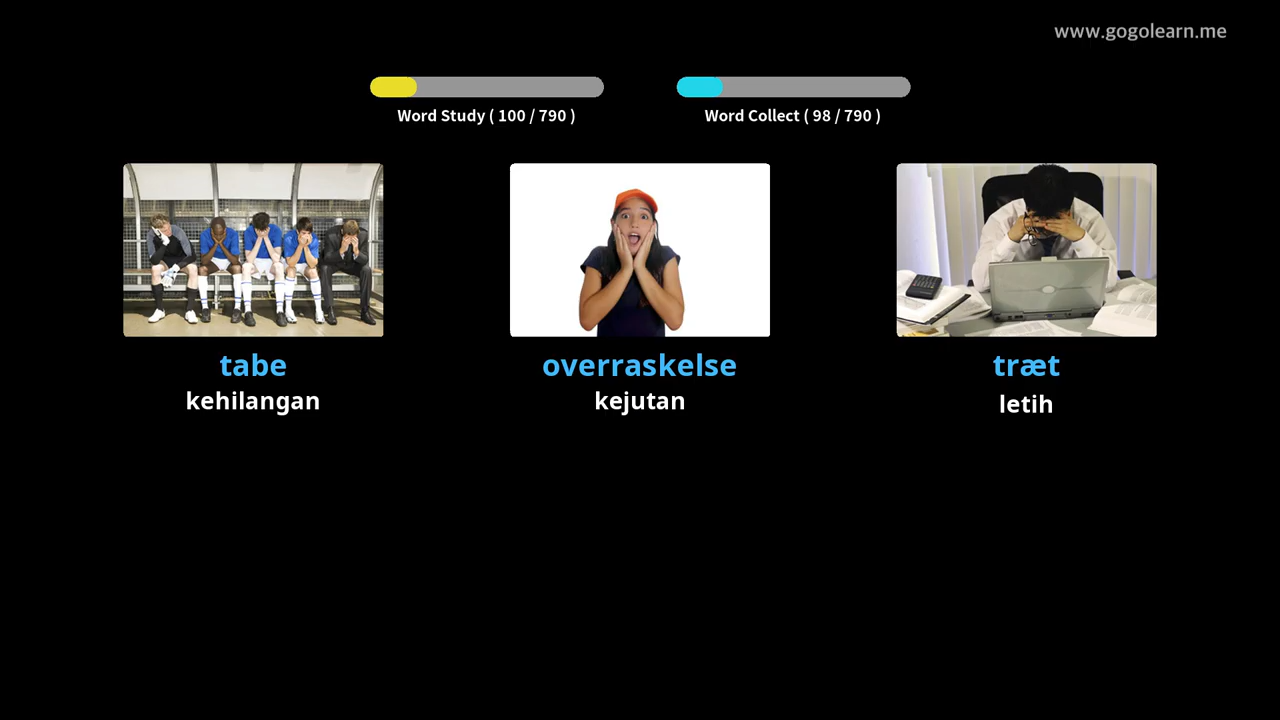 www.gogolearn.me
Word Study ( 100 / 790 )
Word Collect ( 98 / 790 )
tabe
kehilangan
overraskelse
kejutan
træt
letih